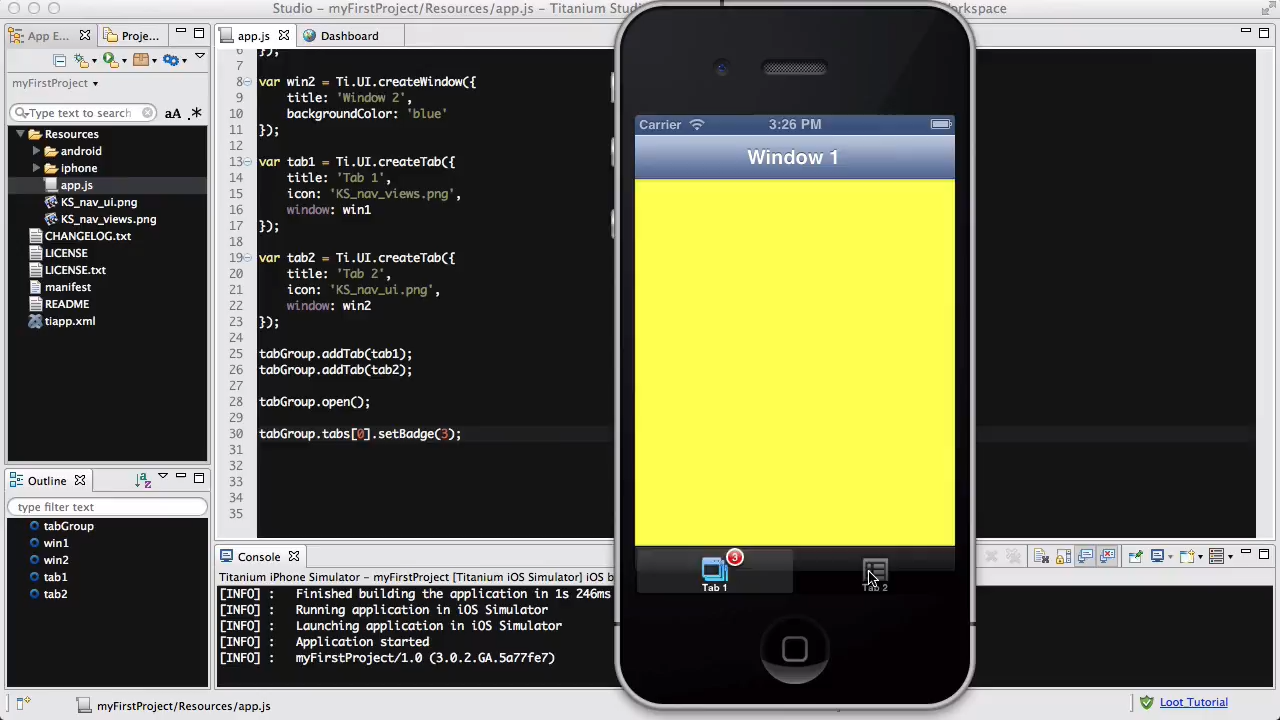 Studio – myFirstProject/Resources/app.js – Titanium Stud
orkspace
App E...
Proje...
app.js
Dashboard
myFirstProject
Type here to search
aA .*
Resources
android
app.js
KS_nav_ui.png
KS_nav_views.png
CHANGELOG.txt
LICENSE
LICENSE.txt
manifest
README
tiapp.xml
6 });
7
8 var win2 = Ti.UI.createWindow({
9 title: 'Window 2',
10 backgroundColor: 'blue'
11 });
12
13 var tab1 = Ti.UI.createTab({
14 title: 'Tab 1',
15 icon: 'KS_nav_views.png',
16 window: win1
17 });
18
19 var tab2 = Ti.UI.createTab({
20 title: 'Tab 2',
21 icon: 'KS_nav_ui.png',
22 window: win2
23 });
24
25 tabGroup.addTab(tab1);
26 tabGroup.addTab(tab2);
27
28 tabGroup.open();
29
30 tabGroup.tabs[0].setBadge(3);
31
32
33
34
35
Carrier
3:26 PM
Window 1
3
Tab 1
Tab 2
Outline
type filter text
tabGroup
win1
win2
tab1
tab2
Console
Titanium iPhone Simulator – myFirstProject [Titanium iOS Simulator] iOS b
[INFO] : Finished building the application in 1s 246ms
[INFO] : Running application in iOS Simulator
[INFO] : Launching application in iOS Simulator
[INFO] : Application started
[INFO] : myFirstProject/1.0 (3.0.2.GA.5a77fe7)
myFirstProject/Resources/app.js
Loot Tutorial